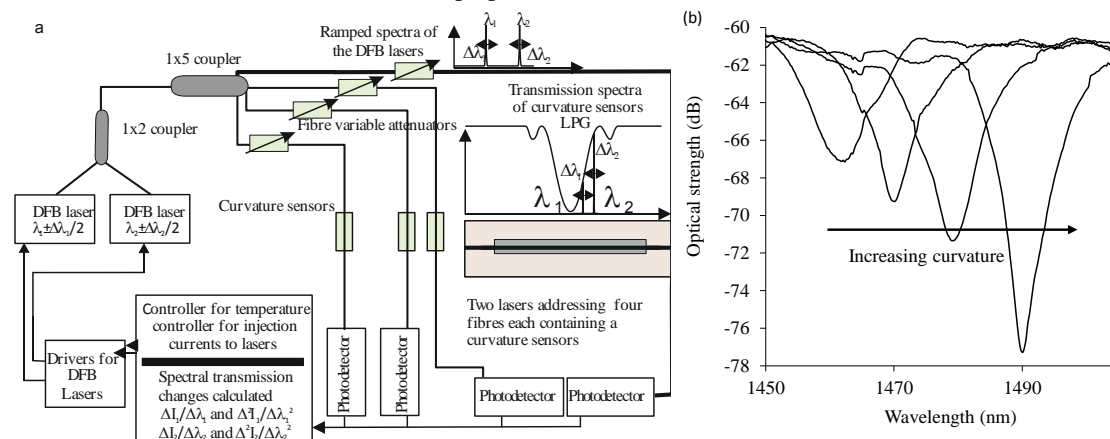 a
Ramped spectra of
the DFB lasers
λ₁ λ₂
Δλ₁ Δλ₂
1x5 coupler
1x2 coupler
Fibre variable attenuators
Transmission spectra
of curvature sensors
LPG
Δλ₁ Δλ₂
λ 1 λ 2
DFB laser
λ₁±Δλ₁/2
DFB laser
λ₂±Δλ₂/2
Curvature sensors
Controller for temperature
controller for injection
currents to lasers
Spectral transmission
changes calculated
ΔI₁/Δλ₁ and Δ²I₁/Δλ₁²
ΔI₂/Δλ₂ and Δ²I₂/Δλ₂²
Drivers for
DFB
Lasers
Photodetector
Photodetector
Photodetector
Photodetector
Two lasers addressing four
fibres each containing a
curvature sensors
(b)
Optical strength (dB)
-60
-62
-64
-66
-68
-70
-72
-74
-76
-78
Increasing curvature
1450 1470 1490
Wavelength (nm)